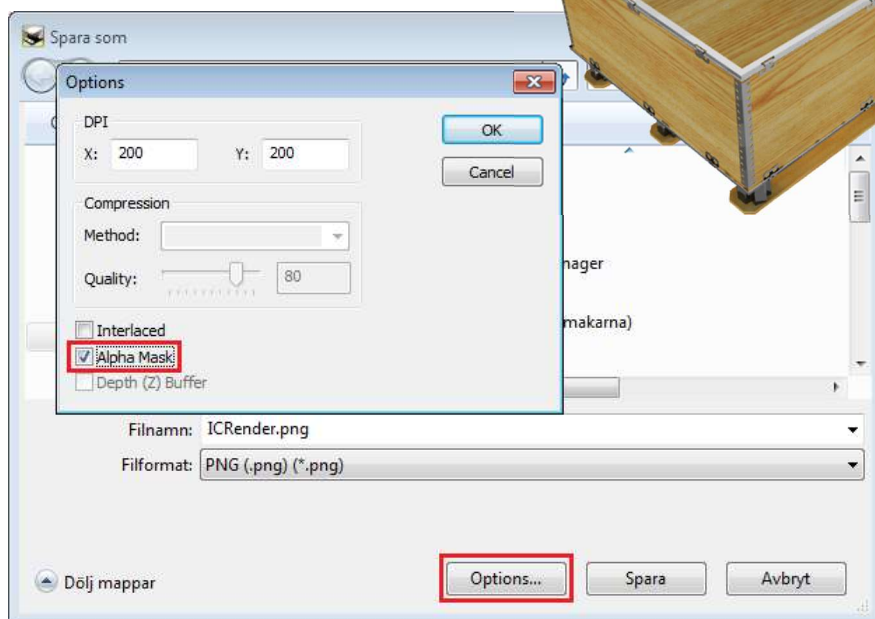 Spara som
Options
DPI
X: 200 Y: 200
OK
Cancel
Compression
Method:
Quality: 80
nager
makarna)
Interlaced
Alpha Mask
Depth (Z) Buffer
Filnamn: ICRender.png
Filformat: PNG (.png) (*.png)
Dölj mappar
Options...
Spara
Avbryt